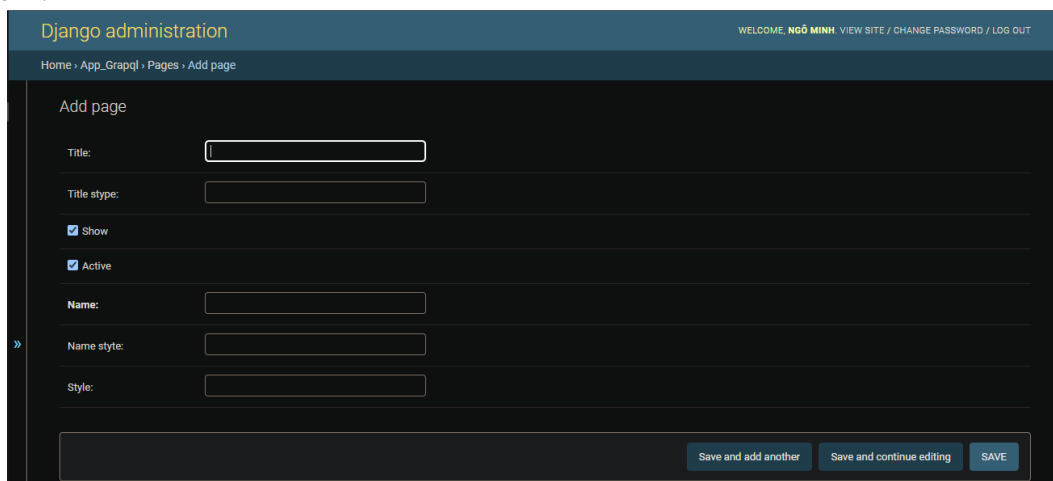 Django administration
WELCOME, NGÔ MINH. VIEW SITE / CHANGE PASSWORD / LOG OUT
Home › App_Grapql › Pages › Add page
Add page
Title:
Title stype:
Show
Active
Name:
»
Name styte:
Style:
Save and add another
Save and continue editing
SAVE